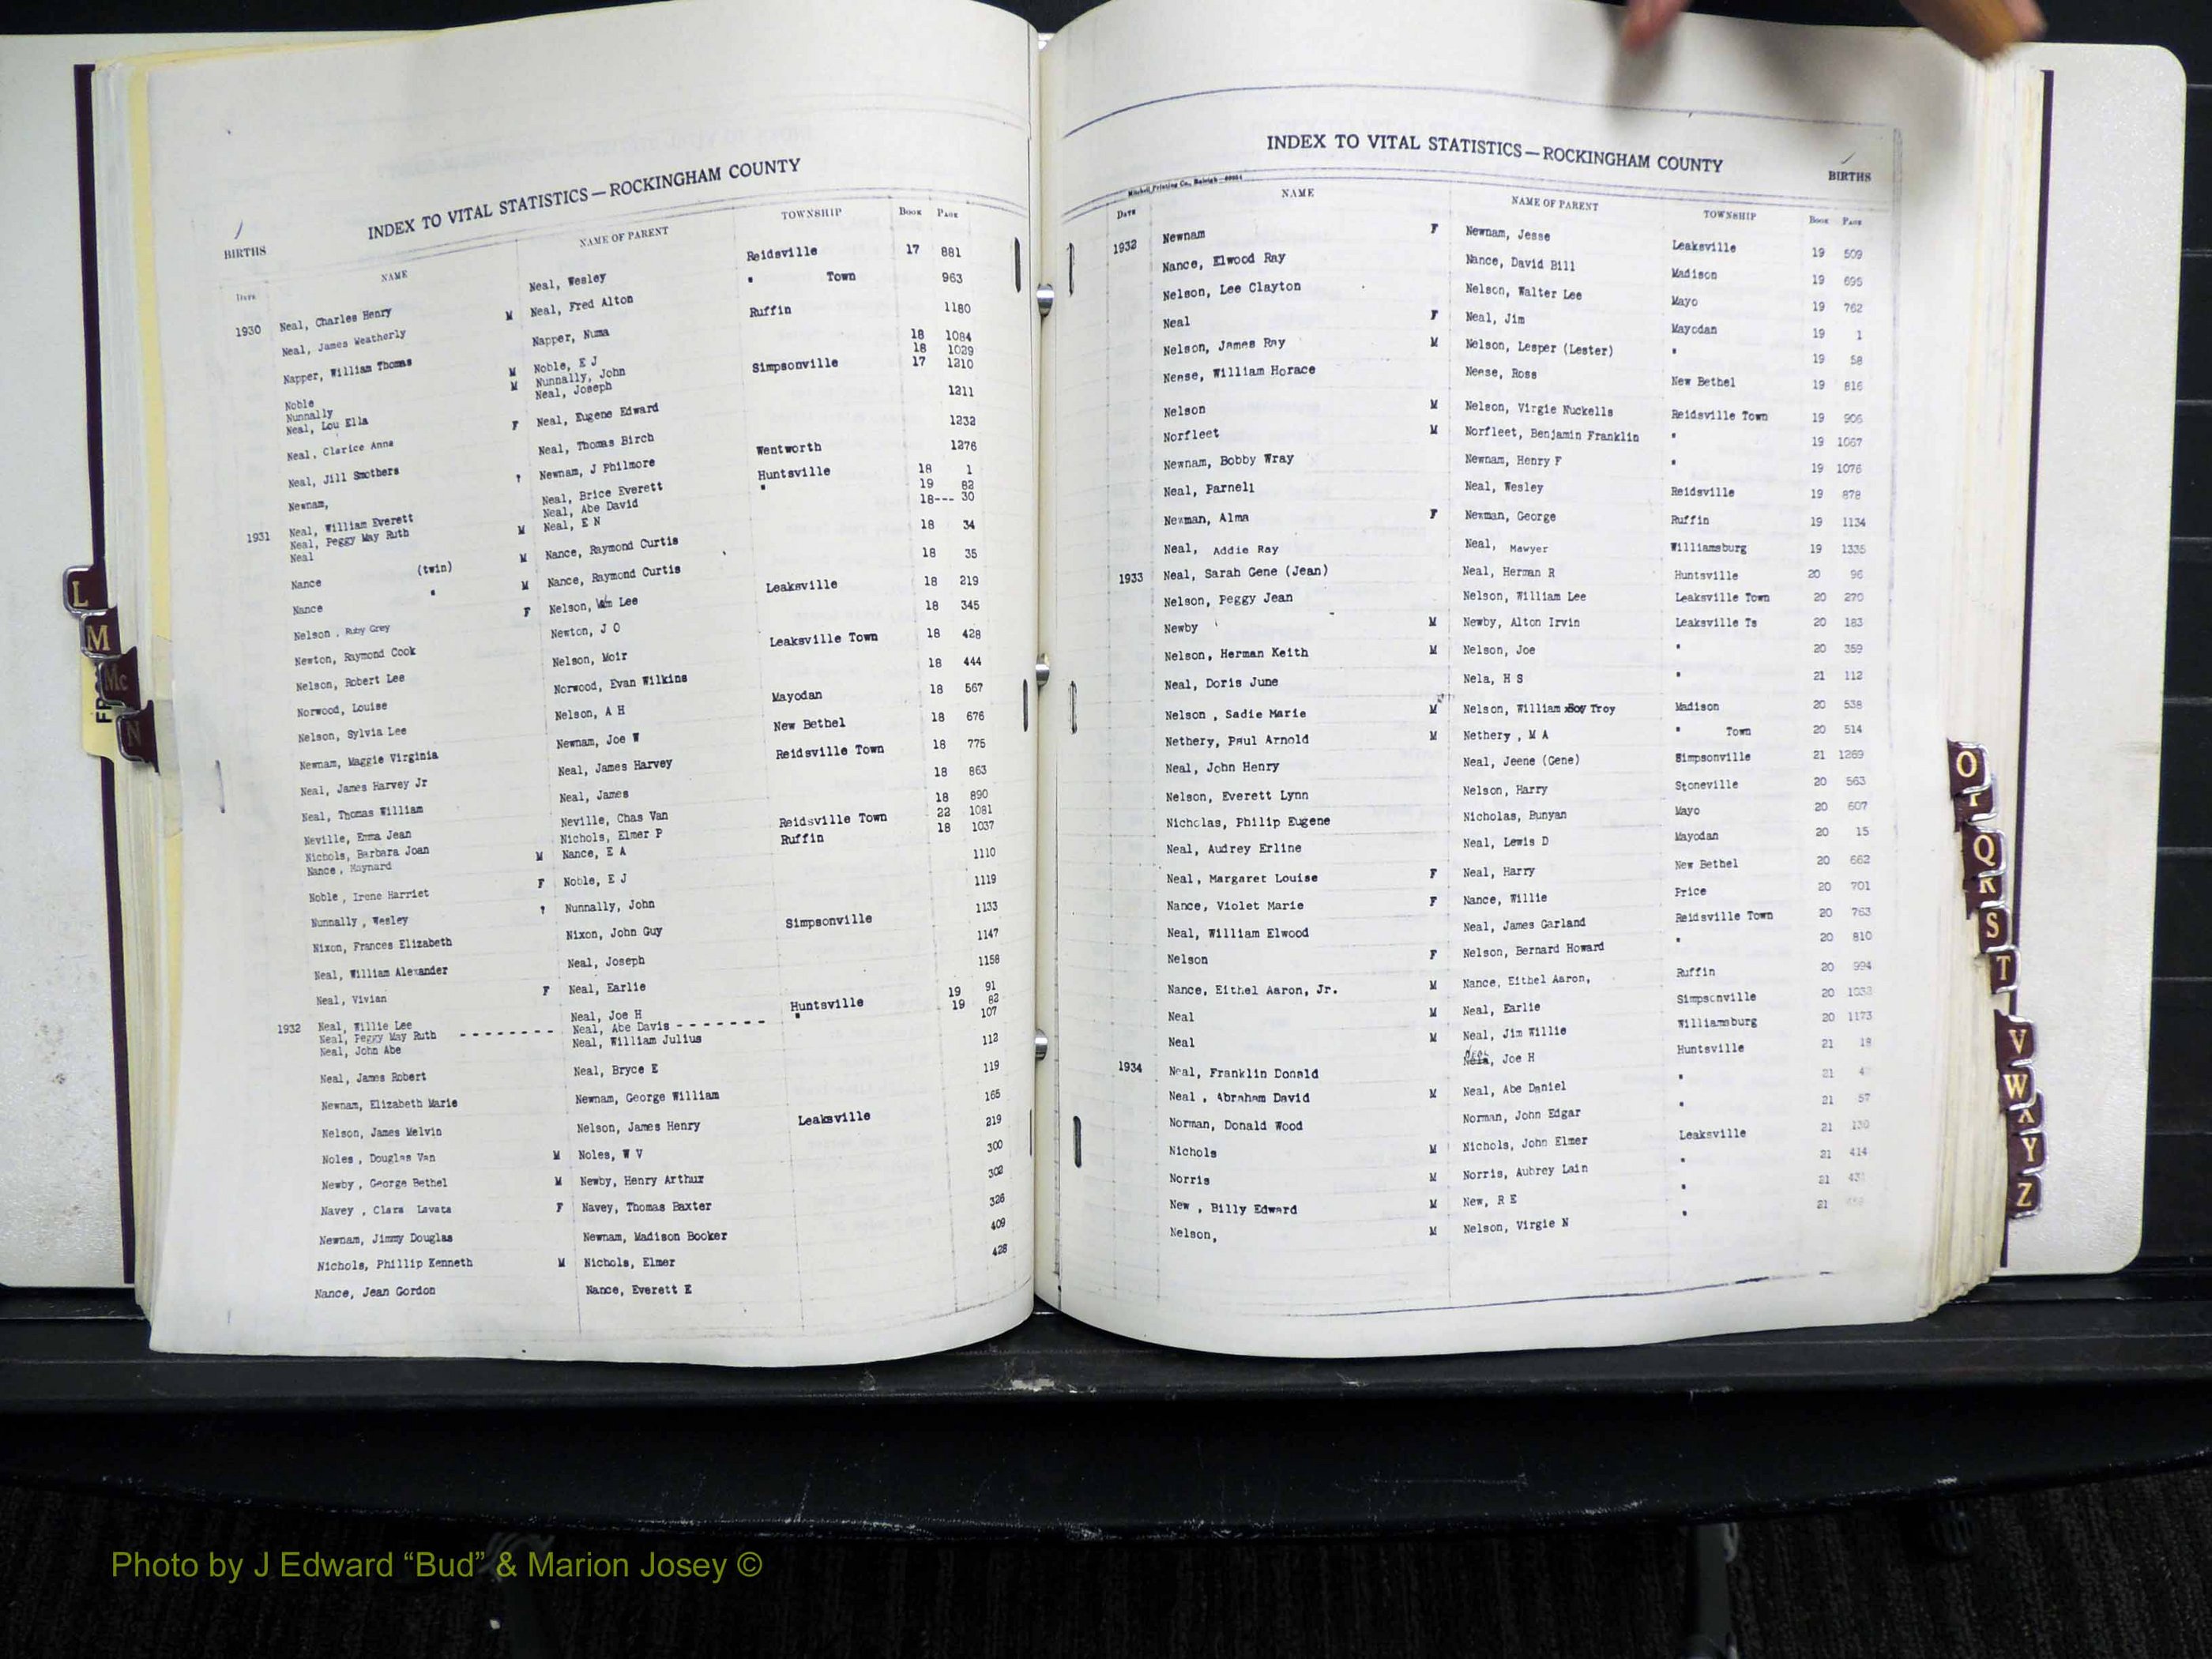 INDEX TO VITAL STATISTICS—ROCKINGHAM COUNTY
BIRTHS
DATE NAME NAME OF PARENT TOWNSHIP BOOK PAGE
1930 Neal, Charles Henry M Neal, Wesley Reidsville 17 881
Neal, James Weatherly Neal, Fred Alton " Town 963
Napper, William Thomas Napper, Numa Ruffin 1180
Noble M Noble, E J 18 1084
Nunnally M Nunnally, John 18 1029
Neal, Lou Ella Neal, Joseph Simpsonville 17 1210
Neal, Clarice Anna F Neal, Eugene Edward 1211
Neal, Jill Smothers Neal, Thomas Birch 1232
Newnam, ? Newnam, J Philmore Wentworth 1276
1931 Neal, William Everett Neal, Brice Everett Huntsville 18 1
Neal, Peggy May Ruth Neal, Abe David " 19 82
Neal M Neal, E N 18--- 30
Nance (twin) M Nance, Raymond Curtis 18 34
Nance " M Nance, Raymond Curtis 18 35
Nelson , Ruby Grey F Nelson, Wm Lee Leaksville 18 219
Newton, Raymond Cook Newton, J O 18 345
Nelson, Robert Lee Nelson, Moir Leaksville Town 18 428
Norwood, Louise Norwood, Evan Wilkins 18 444
Nelson, Sylvia Lee Nelson, A H Mayodan 18 567
Newnam, Maggie Virginia Newnam, Joe W New Bethel 18 676
Neal, James Harvey Jr Neal, James Harvey Reidsville Town 18 775
Neal, Thomas William Neal, James 18 863
Neville, Emma Jean Neville, Chas Van 18 890
Nichols, Barbara Joan Nichols, Elmer P Reidsville Town 22 1081
Nance , Maynard M Nance, E A Ruffin 18 1037
Noble , Irene Harriet F Noble, E J 1110
Nunnally , Wesley ? Nunnally, John 1119
Nixon, Frances Elizabeth Nixon, John Guy 1133
Neal, William Alexander Neal, Joseph Simpsonville 1147
Neal, Vivian F Neal, Earlie 1158
1932 Neal, Willie Lee Neal, Joe H Huntsville 19 91
Neal, Peggy May Ruth - - - - - - - - - Neal, Abe Davis - - - - - - - " 19 82
Neal, John Abe Neal, William Julius 107
Neal, James Robert Neal, Bryce E 112
Newnam, Elizabeth Marie Newnam, George William 119
Nelson, James Melvin Nelson, James Henry Leaksville 165
Noles , Douglas Van M Noles, W V 219
Newby , George Bethel M Newby, Henry Arthur 300
Navey , Clara Lavata F Navey, Thomas Baxter 302
Newnam, Jimmy Douglas Newnam, Madison Booker 326
Nichols, Phillip Kenneth M Nichols, Elmer 409
Nance, Jean Gordon Nance, Everett E 428
L
M
Mc
N
INDEX TO VITAL STATISTICS—ROCKINGHAM COUNTY
BIRTHS
Mitchell Printing Co., Raleigh
DATE NAME NAME OF PARENT TOWNSHIP BOOK PAGE
1932 Newnam F Newnam, Jesse Leaksville 19 509
Nance, Elwood Ray Nance, David Bill Madison 19 695
Nelson, Lee Clayton Nelson, Walter Lee Mayo 19 762
Neal F Neal, Jim Mayodan 19 1
Nelson, James Ray M Nelson, Lesper (Lester) " 19 58
Neese, William Horace Neese, Ross New Bethel 19 816
Nelson M Nelson, Virgie Nuckells Reidsville Town 19 906
Norfleet M Norfleet, Benjamin Franklin " 19 1067
Newnam, Bobby Wray Newnam, Henry F " 19 1076
Neal, Parnell Neal, Wesley Reidsville 19 878
Newman, Alma F Newman, George Ruffin 19 1134
Neal, Addie Ray Neal, Mawyer Williamsburg 19 1335
1933 Neal, Sarah Gene (Jean) Neal, Herman R Huntsville 20 96
Nelson, Peggy Jean Nelson, William Lee Leaksville Town 20 270
Newby M Newby, Alton Irvin Leaksville Ts 20 183
Nelson, Herman Keith M Nelson, Joe " 20 359
Neal, Doris June Nela, H S " 21 112
Nelson , Sadie Marie M Nelson, William Troy Madison 20 538
Nethery, Paul Arnold M Nethery , M A " Town 20 514
Neal, John Henry Neal, Jeene (Gene) Simpsonville 21 1269
Nelson, Everett Lynn Nelson, Harry Stoneville 20 563
Nicholas, Philip Eugene Nicholas, Bunyan Mayo 20 607
Neal, Audrey Erline Neal, Lewis D Mayodan 20 15
Neal, Margaret Louise F Neal, Harry New Bethel 20 662
Nance, Violet Marie F Nance, Willie Price 20 701
Neal, William Elwood Neal, James Garland Reidsville Town 20 763
Nelson F Nelson, Bernard Howard " 20 810
Nance, Eithel Aaron, Jr. M Nance, Eithel Aaron, Ruffin 20 994
Neal M Neal, Earlie Simpsonville 20
Neal M Neal, Jim Willie Williamsburg 20 1173
1934 Neal, Franklin Donald Neal Nela, Joe H Huntsville 21 18
Neal , Abraham David M Neal, Abe Daniel " 21
Norman, Donald Wood Norman, John Edgar " 21 57
Nichols M Nichols, John Elmer Leaksville 21
Norris M Norris, Aubrey Lain " 21 414
New , Billy Edward M New, R E " 21
Nelson, M Nelson, Virgie N " 21
O
Q
R
S
T
V
W
X
Y
Z
Photo by J Edward “Bud” & Marion Josey ©